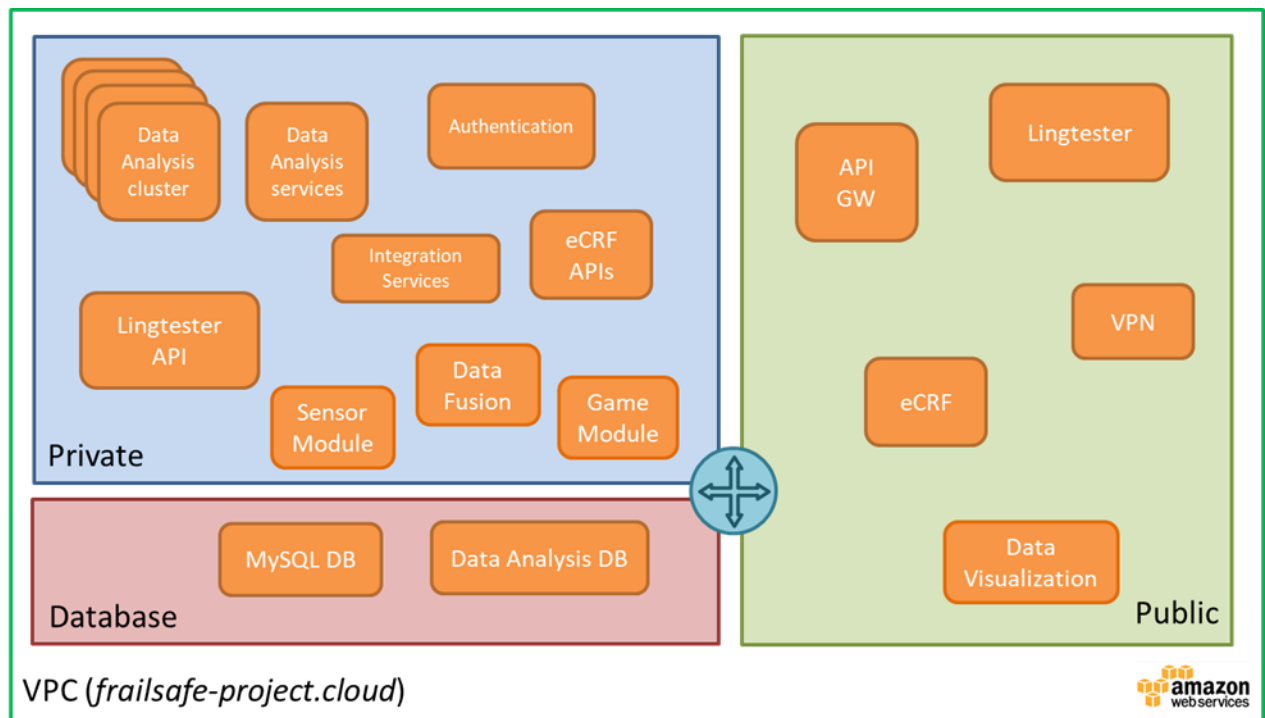 Data
Analysis
cluster
Data
Analysis
services
Authentication
Integration
Services
eCRF
APIs
Lingtester
API
Sensor
Module
Data
Fusion
Game
Module
Private
MySQL DB
Data Analysis DB
Database
API
GW
Lingtester
VPN
eCRF
Data
Visualization
Public
VPC (frailsafe-project.cloud)
amazon
web services